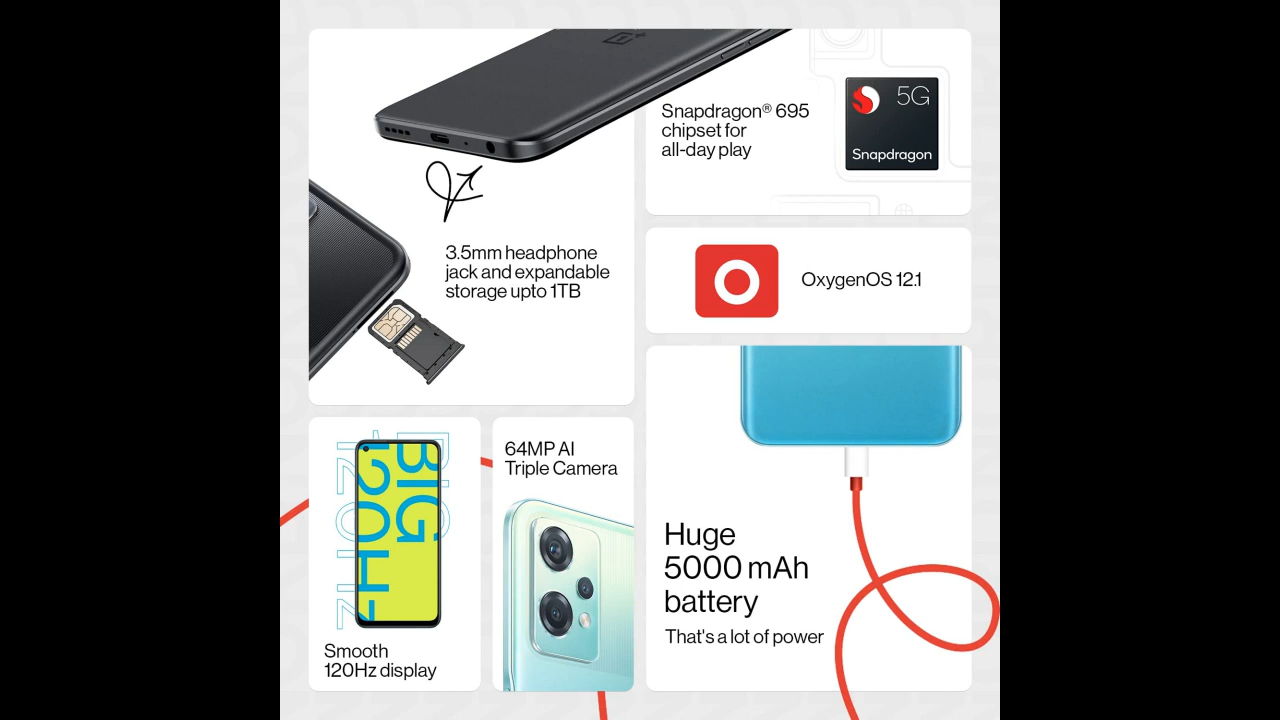 Snapdragon® 695
chipset for
all-day play
5G
Snapdragon
3.5mm headphone
jack and expandable
storage upto 1TB
OxygenOS 12.1
BIG
120Hz
BIG
120HZ
Smooth
120Hz display
64MP AI
Triple Camera
Huge
5000 mAh
battery
That's a lot of power